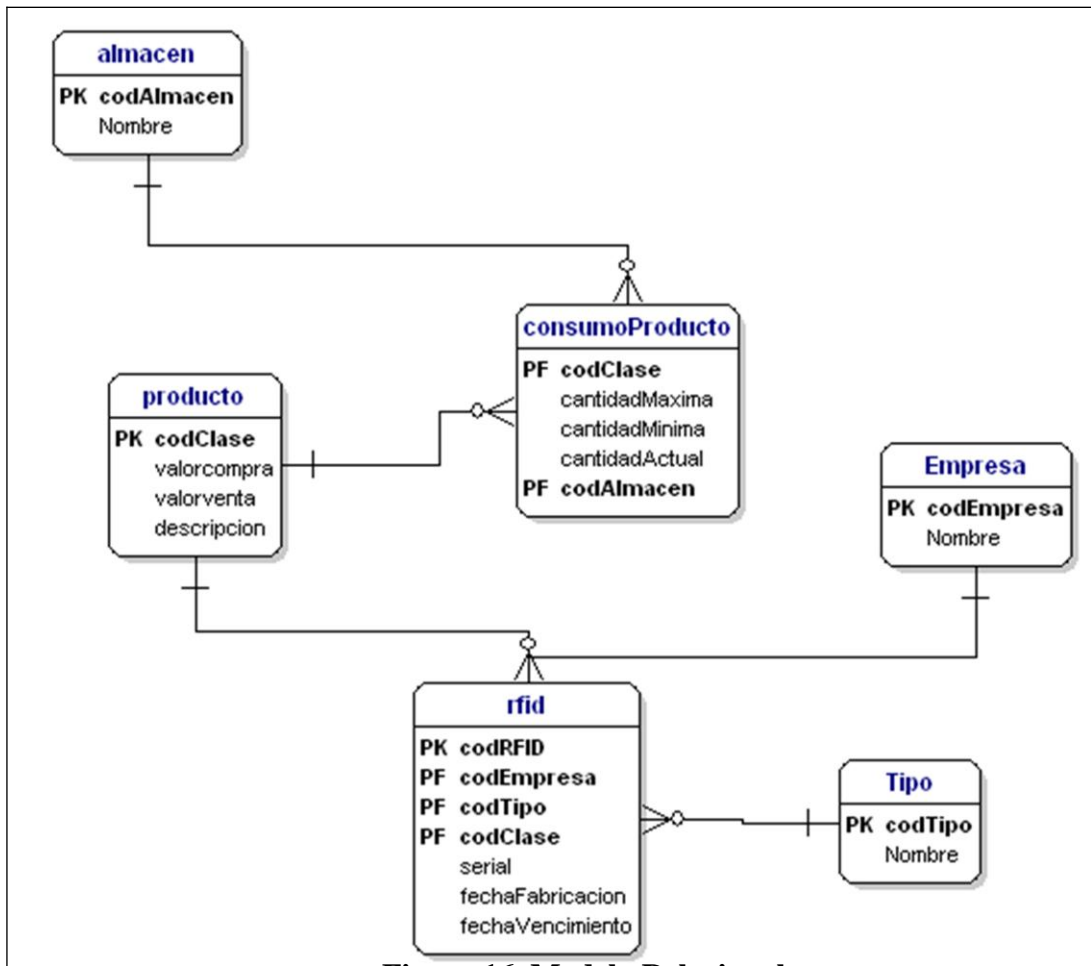 almacen
PK codAlmacen
Nombre
consumoProducto
PF codClase
cantidadMaxima
cantidadMinima
cantidadActual
PF codAlmacen
producto
PK codClase
valorcompra
valorventa
descripcion
Empresa
PK codEmpresa
Nombre
rfid
PK codRFID
PF codEmpresa
PF codTipo
PF codClase
serial
fechaFabricacion
fechaVencimiento
Tipo
PK codTipo
Nombre